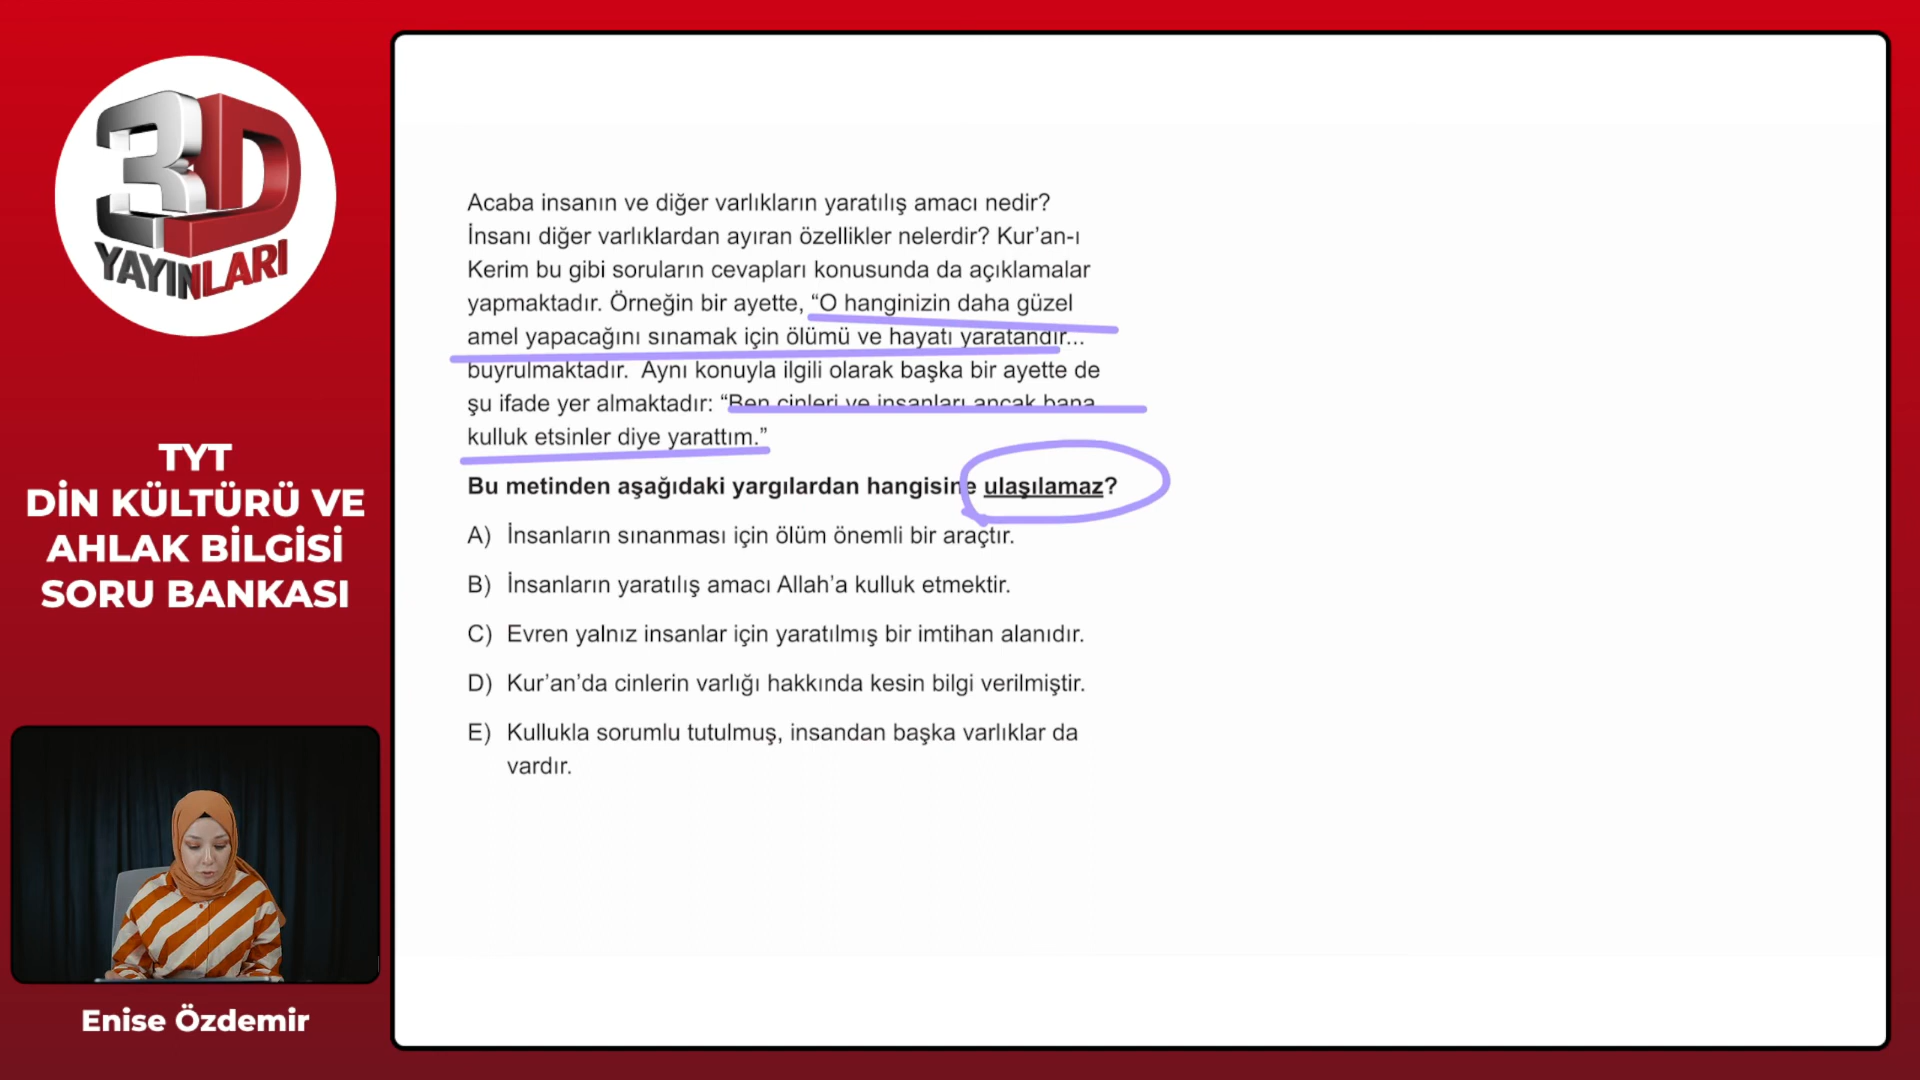 3D
YAYINLARI
TYT
DİN KÜLTÜRÜ VE
AHLAK BİLGİSİ
SORU BANKASI
Enise Özdemir
Acaba insanın ve diğer varlıkların yaratılış amacı nedir?
İnsanı diğer varlıklardan ayıran özellikler nelerdir? Kur’an-ı
Kerim bu gibi soruların cevapları konusunda da açıklamalar
yapmaktadır. Örneğin bir ayette, “O hanginizin daha güzel
amel yapacağını sınamak için ölümü ve hayatı yaratandır...
buyrulmaktadır. Aynı konuyla ilgili olarak başka bir ayette de
şu ifade yer almaktadır: “Ben cinleri ve insanları ancak bana
kulluk etsinler diye yarattım.”
Bu metinden aşağıdaki yargılardan hangisine ulaşılamaz?
A) İnsanların sınanması için ölüm önemli bir araçtır.
B) İnsanların yaratılış amacı Allah’a kulluk etmektir.
C) Evren yalnız insanlar için yaratılmış bir imtihan alanıdır.
D) Kur’an’da cinlerin varlığı hakkında kesin bilgi verilmiştir.
E) Kullukla sorumlu tutulmuş, insandan başka varlıklar da
vardır.